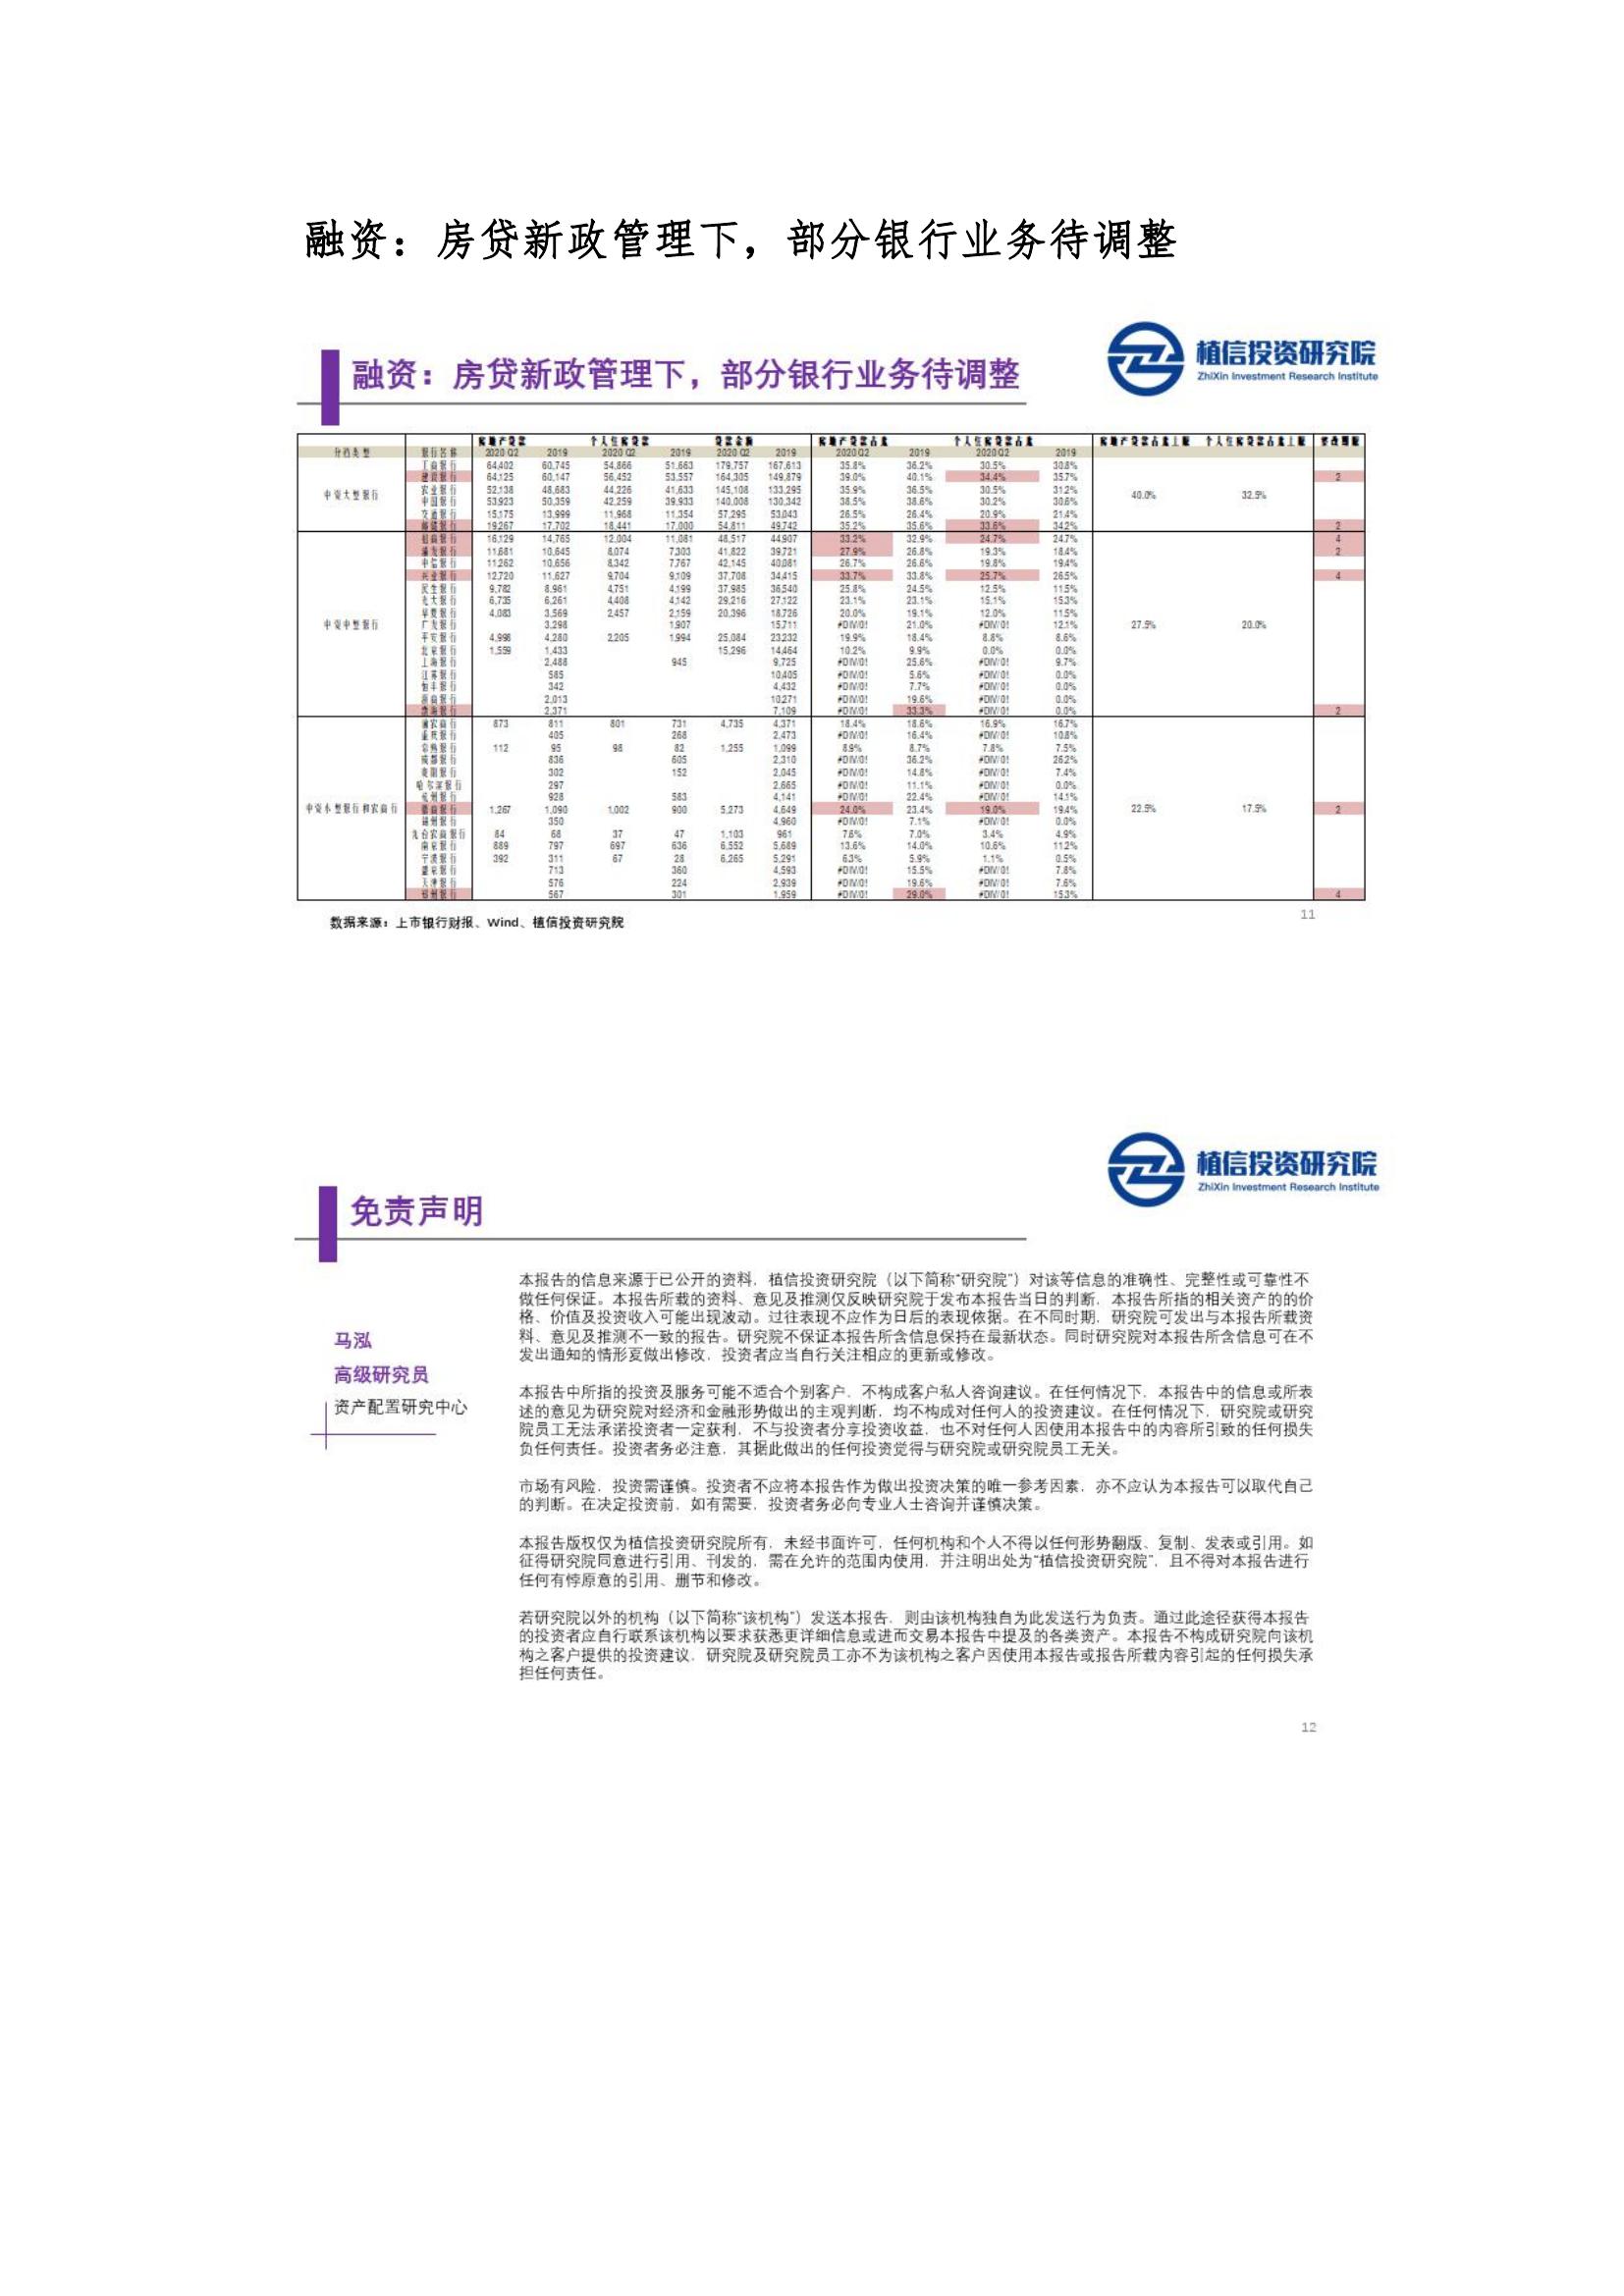 融资：房贷新政管理下，部分银行业务待调整
融资：房贷新政管理下，部分银行业务待调整
植信投资研究院
ZhiXin Investment Research Institute
房地产贷款 个人住房贷款 贷款余额 房地产贷款占比 个人住房贷款占比 房地产贷款占比上限 个人住房贷款占比上限 整改期限
分档类型 银行名称 2020 Q2 2019 2020 Q2 2019 2020 Q2 2019 2020 Q2 2019 2020 Q2 2019
工商银行 64,402 60,745 54,866 51,663 179,757 167,613 35.8% 36.2% 30.5% 30.8%
建设银行 64,125 60,147 56,452 53,557 164,305 149,879 39.0% 40.1% 34.4% 35.7% 2
中资大型银行 农业银行 52,138 48,683 44,226 41,633 145,108 133,295 35.9% 36.5% 30.5% 31.2% 40.0% 32.5%
中国银行 53,923 50,359 42,259 39,933 140,008 130,342 38.5% 38.6% 30.2% 30.6%
交通银行 15,175 13,999 11,968 11,354 57,295 53,043 26.5% 26.4% 20.9% 21.4%
邮储银行 19,267 17,702 18,441 17,000 54,811 49,742 35.2% 35.6% 33.6% 34.2% 2
招商银行 16,129 14,765 12,004 11,081 48,517 44,907 33.2% 32.9% 24.7% 24.7% 4
浦发银行 11,681 10,645 8,074 7,303 41,822 39,721 27.9% 26.8% 19.3% 18.4% 2
中信银行 11,262 10,656 8,342 7,767 42,145 40,081 26.7% 26.6% 19.8% 19.4%
兴业银行 12,720 11,627 9,704 9,109 37,708 34,415 33.7% 33.8% 25.7% 26.5% 4
民生银行 9,782 8,961 4,751 4,199 37,985 36,540 25.8% 24.5% 12.5% 11.5%
光大银行 6,735 6,261 4,408 4,142 29,216 27,122 23.1% 23.1% 15.1% 15.3%
华夏银行 4,083 3,569 2,457 2,159 20,396 18,726 20.0% 19.1% 12.0% 11.5%
中资中型银行 广发银行 3,298 1,907 15,711 #DIV/0! 21.0% #DIV/0! 12.1% 27.5% 20.0%
平安银行 4,998 4,280 2,205 1,994 25,084 23,232 19.9% 18.4% 8.8% 8.6%
北京银行 1,559 1,433 15,296 14,464 10.2% 9.9% 0.0% 0.0%
上海银行 2,488 945 9,725 #DIV/0! 25.6% #DIV/0! 9.7%
江苏银行 585 10,405 #DIV/0! 5.6% #DIV/0! 0.0%
恒丰银行 342 4,432 #DIV/0! 7.7% #DIV/0! 0.0%
浙商银行 2,013 10,271 #DIV/0! 19.6% #DIV/0! 0.0%
渤海银行 2,371 7,109 #DIV/0! 33.3% #DIV/0! 0.0% 2
渝农商行 873 811 801 731 4,735 4,371 18.4% 18.6% 16.9% 16.7%
重庆银行 405 268 2,473 #DIV/0! 16.4% #DIV/0! 10.8%
常熟银行 112 95 98 82 1,255 1,099 8.9% 8.7% 7.8% 7.5%
成都银行 836 605 2,310 #DIV/0! 36.2% #DIV/0! 26.2%
贵阳银行 302 152 2,045 #DIV/0! 14.8% #DIV/0! 7.4%
哈尔滨银行 297 2,665 #DIV/0! 11.1% #DIV/0! 0.0%
杭州银行 928 583 4,141 #DIV/0! 22.4% #DIV/0! 14.1%
中资小型银行和农商行 徽商银行 1,267 1,090 1,002 900 5,273 4,649 24.0% 23.4% 19.0% 19.4% 22.5% 17.5% 2
锦州银行 350 4,960 #DIV/0! 7.1% #DIV/0! 0.0%
九台农商银行 84 68 37 47 1,103 961 7.6% 7.0% 3.4% 4.9%
南京银行 889 797 697 636 6,552 5,689 13.6% 14.0% 10.6% 11.2%
宁波银行 392 311 67 28 6,265 5,291 6.3% 5.9% 1.1% 0.5%
盛京银行 713 360 4,593 #DIV/0! 15.5% #DIV/0! 7.8%
天津银行 576 224 2,939 #DIV/0! 19.6% #DIV/0! 7.6%
郑州银行 567 301 1,959 #DIV/0! 29.0% #DIV/0! 15.3% 4
数据来源：上市银行财报、Wind、植信投资研究院
11
植信投资研究院
ZhiXin Investment Research Institute
免责声明
马泓
高级研究员
资产配置研究中心
本报告的信息来源于已公开的资料，植信投资研究院（以下简称“研究院”）对该等信息的准确性、完整性或可靠性不
做任何保证。本报告所载的资料、意见及推测仅反映研究院于发布本报告当日的判断，本报告所指的相关资产的的价
格、价值及投资收入可能出现波动。过往表现不应作为日后的表现依据。在不同时期，研究院可发出与本报告所载资
料、意见及推测不一致的报告。研究院不保证本报告所含信息保持在最新状态。同时研究院对本报告所含信息可在不
发出通知的情形夏做出修改，投资者应当自行关注相应的更新或修改。
本报告中所指的投资及服务可能不适合个别客户，不构成客户私人咨询建议。在任何情况下，本报告中的信息或所表
述的意见为研究院对经济和金融形势做出的主观判断，均不构成对任何人的投资建议。在任何情况下，研究院或研究
院员工无法承诺投资者一定获利，不与投资者分享投资收益，也不对任何人因使用本报告中的内容所引致的任何损失
负任何责任。投资者务必注意，其据此做出的任何投资觉得与研究院或研究院员工无关。
市场有风险，投资需谨慎。投资者不应将本报告作为做出投资决策的唯一参考因素，亦不应认为本报告可以取代自己
的判断。在决定投资前，如有需要，投资者务必向专业人士咨询并谨慎决策。
本报告版权仅为植信投资研究院所有，未经书面许可，任何机构和个人不得以任何形势翻版、复制、发表或引用。如
征得研究院同意进行引用、刊发的，需在允许的范围内使用，并注明出处为“植信投资研究院”，且不得对本报告进行
任何有悖原意的引用、删节和修改。
若研究院以外的机构（以下简称“该机构”）发送本报告，则由该机构独自为此发送行为负责。通过此途径获得本报告
的投资者应自行联系该机构以要求获悉更详细信息或进而交易本报告中提及的各类资产。本报告不构成研究院向该机
构之客户提供的投资建议，研究院及研究院员工亦不为该机构之客户因使用本报告或报告所载内容引起的任何损失承
担任何责任。
12